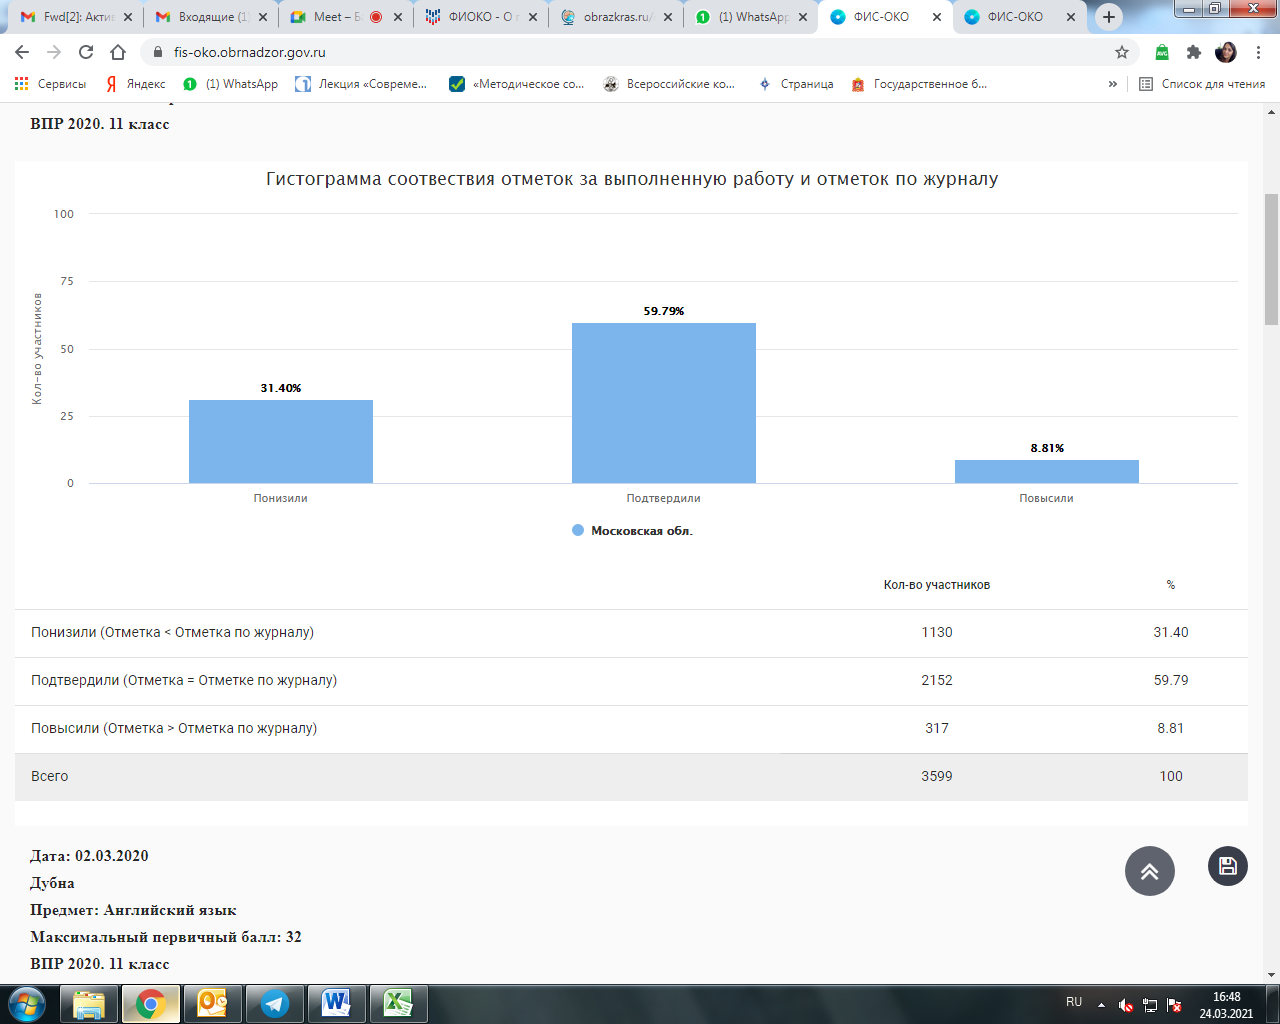 Fwd[2]: Акти
Входящие (1
Meet – Б
ФИОКО - О
obrazkras.ru/
(1) WhatsApp
ФИС-ОКО
ФИС-ОКО
fis-oko.obrnadzor.gov.ru
Сервисы
Яндекс
(1) WhatsApp
Лекция «Совреме...
«Методическое со...
Всероссийские ко...
Страница
Государственное б...
»
Список для чтения
ВПР 2020. 11 класс
Гистограмма соотвествия отметок за выполненную работу и отметок по журналу
Кол-во участников
100
75
50
25
0
31.40%
59.79%
8.81%
Понизили
Подтвердили
Повысили
Московская обл.
Кол-во участников %
Понизили (Отметка < Отметка по журналу) 1130 31.40
Подтвердили (Отметка = Отметке по журналу) 2152 59.79
Повысили (Отметка > Отметка по журналу) 317 8.81
Всего 3599 100
Дата: 02.03.2020
Дубна
Предмет: Английский язык
Максимальный первичный балл: 32
ВПР 2020. 11 класс
RU
16:48
24.03.2021